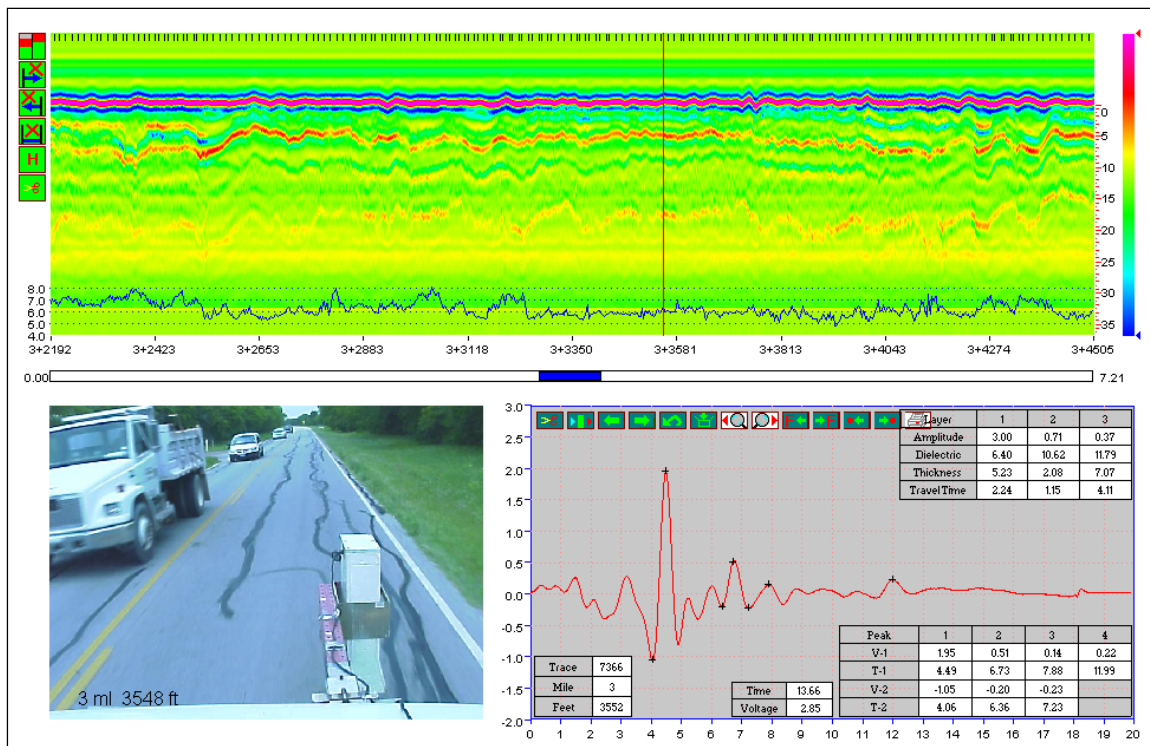 0
5
10
15
20
25
30
35
H
8.0
7.0
6.0
5.0
4.0
3+2192 3+2423 3+2653 3+2883 3+3118 3+3350 3+3581 3+3813 3+4043 3+4274 3+4505
0.00 7.21
3 ml 3548 ft
3.0
2.5
2.0
1.5
1.0
0.5
0.0
-0.5
-1.0
-1.5
-2.0
Layer 1 2 3
Amplitude 3.00 0.71 0.37
Dielectric 6.40 10.62 11.79
Thickness 5.23 2.08 7.07
Travel Time 2.24 1.15 4.11
Trace 7366
Mile 3
Feet 3552
Time 13.66
Voltage 2.85
Peak 1 2 3 4
V-1 1.95 0.51 0.14 0.22
T-1 4.49 6.73 7.88 11.99
V-2 -1.05 -0.20 -0.23
T-2 4.06 6.36 7.23
0 1 2 3 4 5 6 7 8 9 10 11 12 13 14 15 16 17 18 19 20